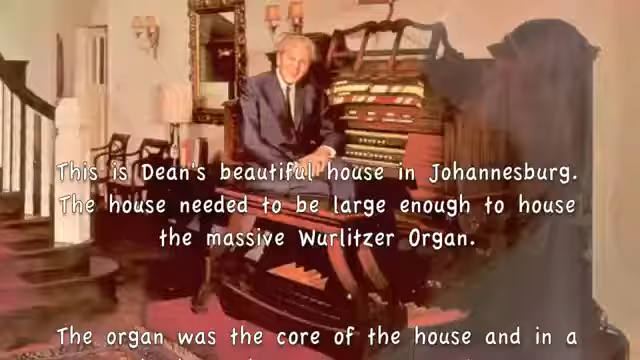 This is Dean's beautiful house in Johannesburg.
The house needed to be large enough to house
the massive Wurlitzer Organ.
The organ was the core of the house and in a